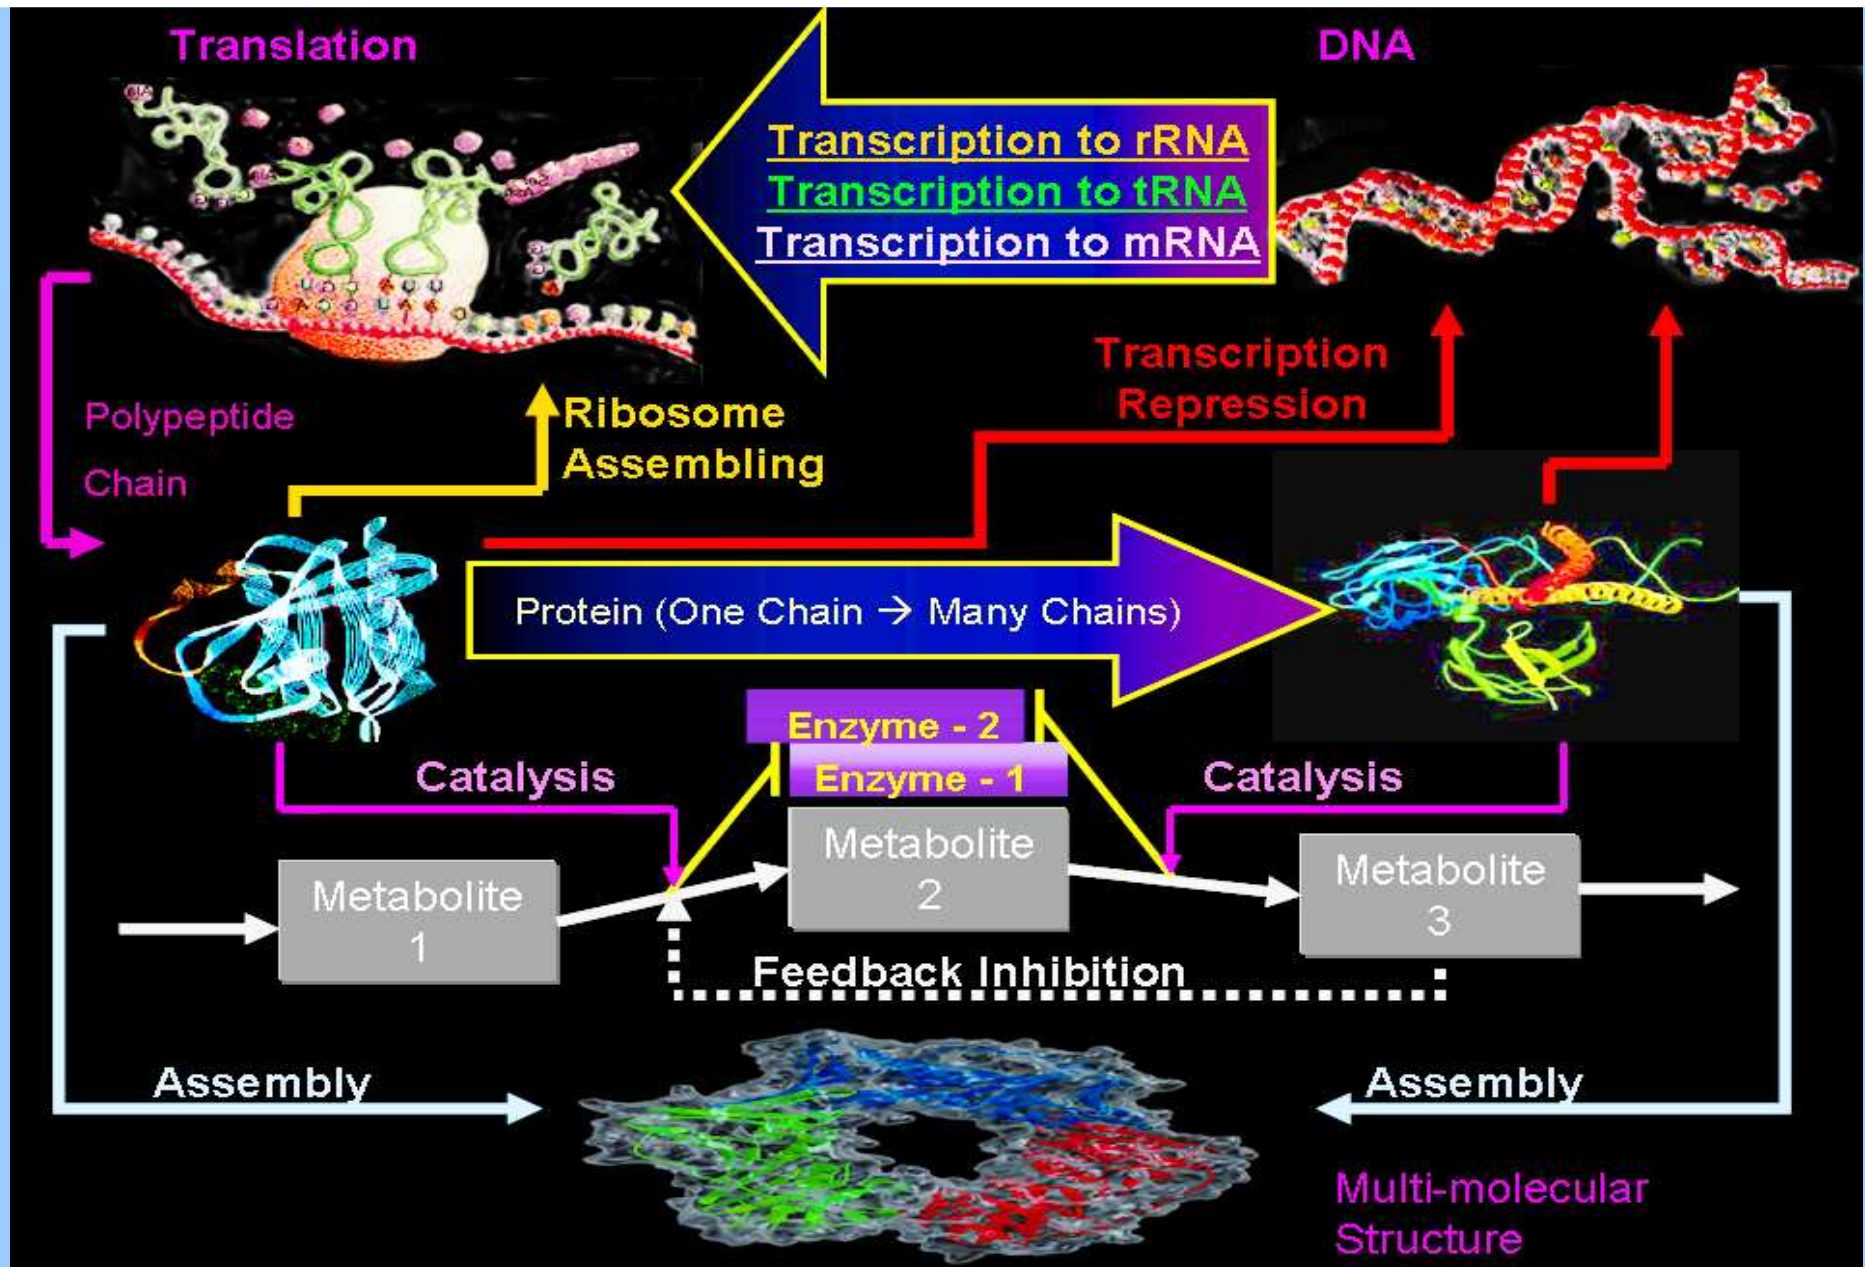 Translation
DNA
Transcription to rRNA
Transcription to tRNA
Transcription to mRNA
Transcription
Repression
Polypeptide
Chain
Ribosome
Assembling
Protein (One Chain → Many Chains)
Enzyme - 2
Enzyme - 1
Catalysis
Catalysis
Metabolite
1
Metabolite
2
Metabolite
3
Feedback Inhibition
Assembly
Assembly
Multi-molecular
Structure